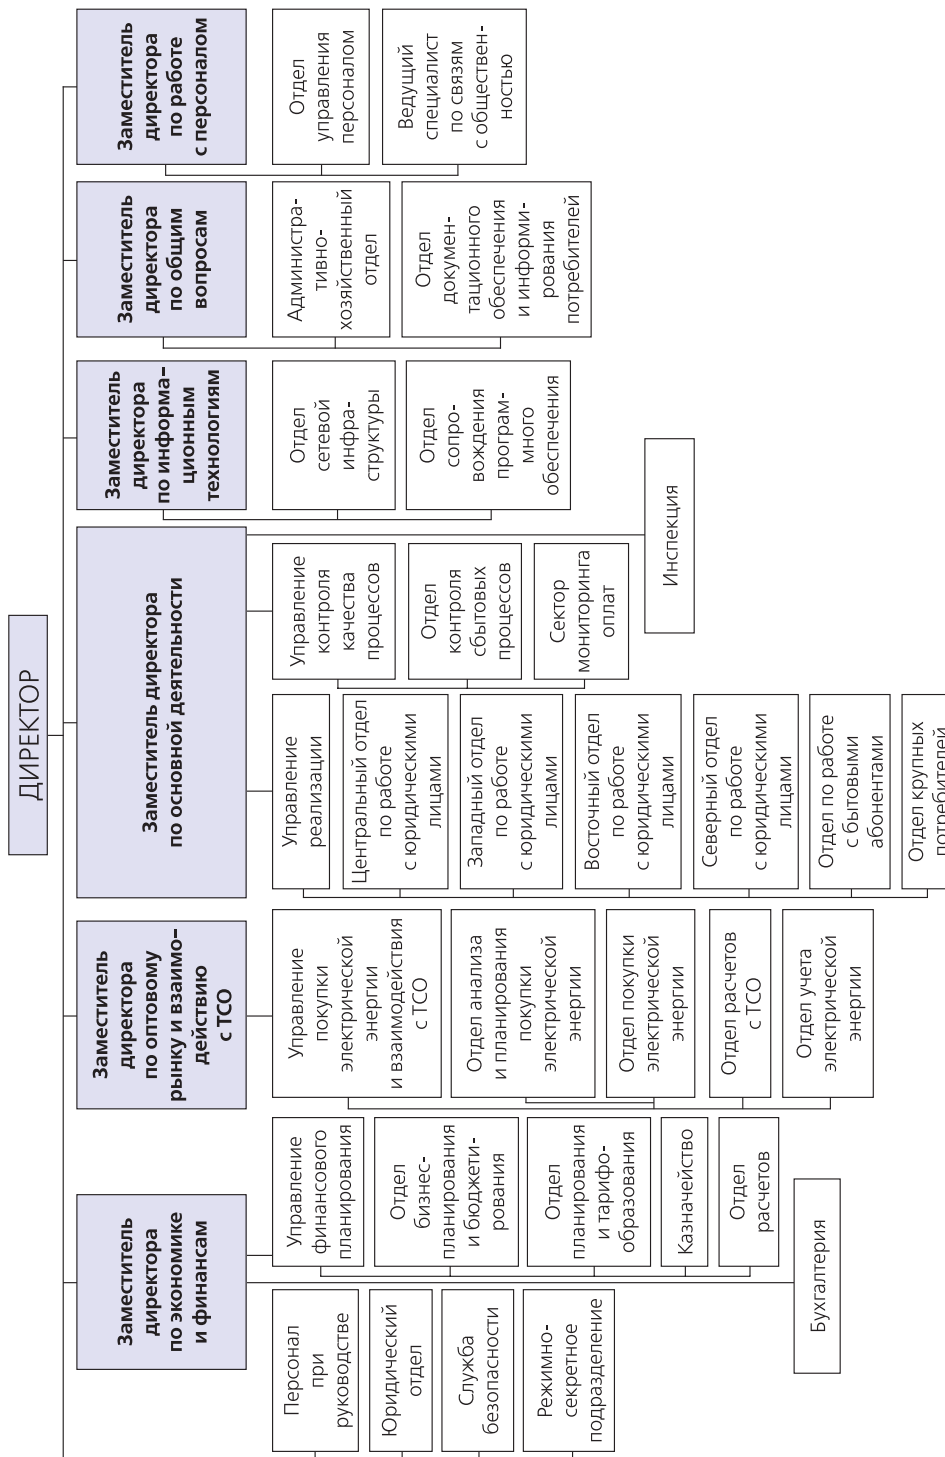 ДИРЕКТОР
Заместитель
директора
по экономике
и финансам
Заместитель
директора
по оптовому
рынку и взаимо–
действию
с ТСО
Заместитель директора
по основной деятельности
Заместитель
директора
по информа–
ционным
технологиям
Заместитель
директора
по общим
вопросам
Заместитель
директора
по работе
с персоналом
Персонал
при
руководстве
Юридический
отдел
Служба
безопасности
Режимно-
секретное
подразделение
Управление
финансового
планирования
Отдел
бизнес-
планирования
и бюджети-
рования
Отдел
планирования
и тарифо-
образования
Казначейство
Отдел
расчетов
Бухгалтерия
Управление
покупки
электрической
энергии
и взаимодействия
с ТСО
Отдел анализа
и планирования
покупки
электрической
энергии
Отдел покупки
электрической
энергии
Отдел расчетов
с ТСО
Отдел учета
электрической
энергии
Управление
реализации
Центральный отдел
по работе
с юридическими
лицами
Западный отдел
по работе
с юридическими
лицами
Восточный отдел
по работе
с юридическими
лицами
Северный отдел
по работе
с юридическими
лицами
Отдел по работе
с бытовыми
абонентами
Отдел крупных
потребителей
Управление
контроля
качества
процессов
Отдел
контроля
сбытовых
процессов
Сектор
мониторинга
оплат
Инспекция
Отдел
сетевой
инфра-
структуры
Отдел
сопро-
вождения
програм-
много
обеспечения
Администра-
тивно-
хозяйственный
отдел
Отдел
докумен-
тационного
обеспечения
и информи-
рования
потребителей
Отдел
управления
персоналом
Ведущий
специалист
по связям
с обществен-
ностью